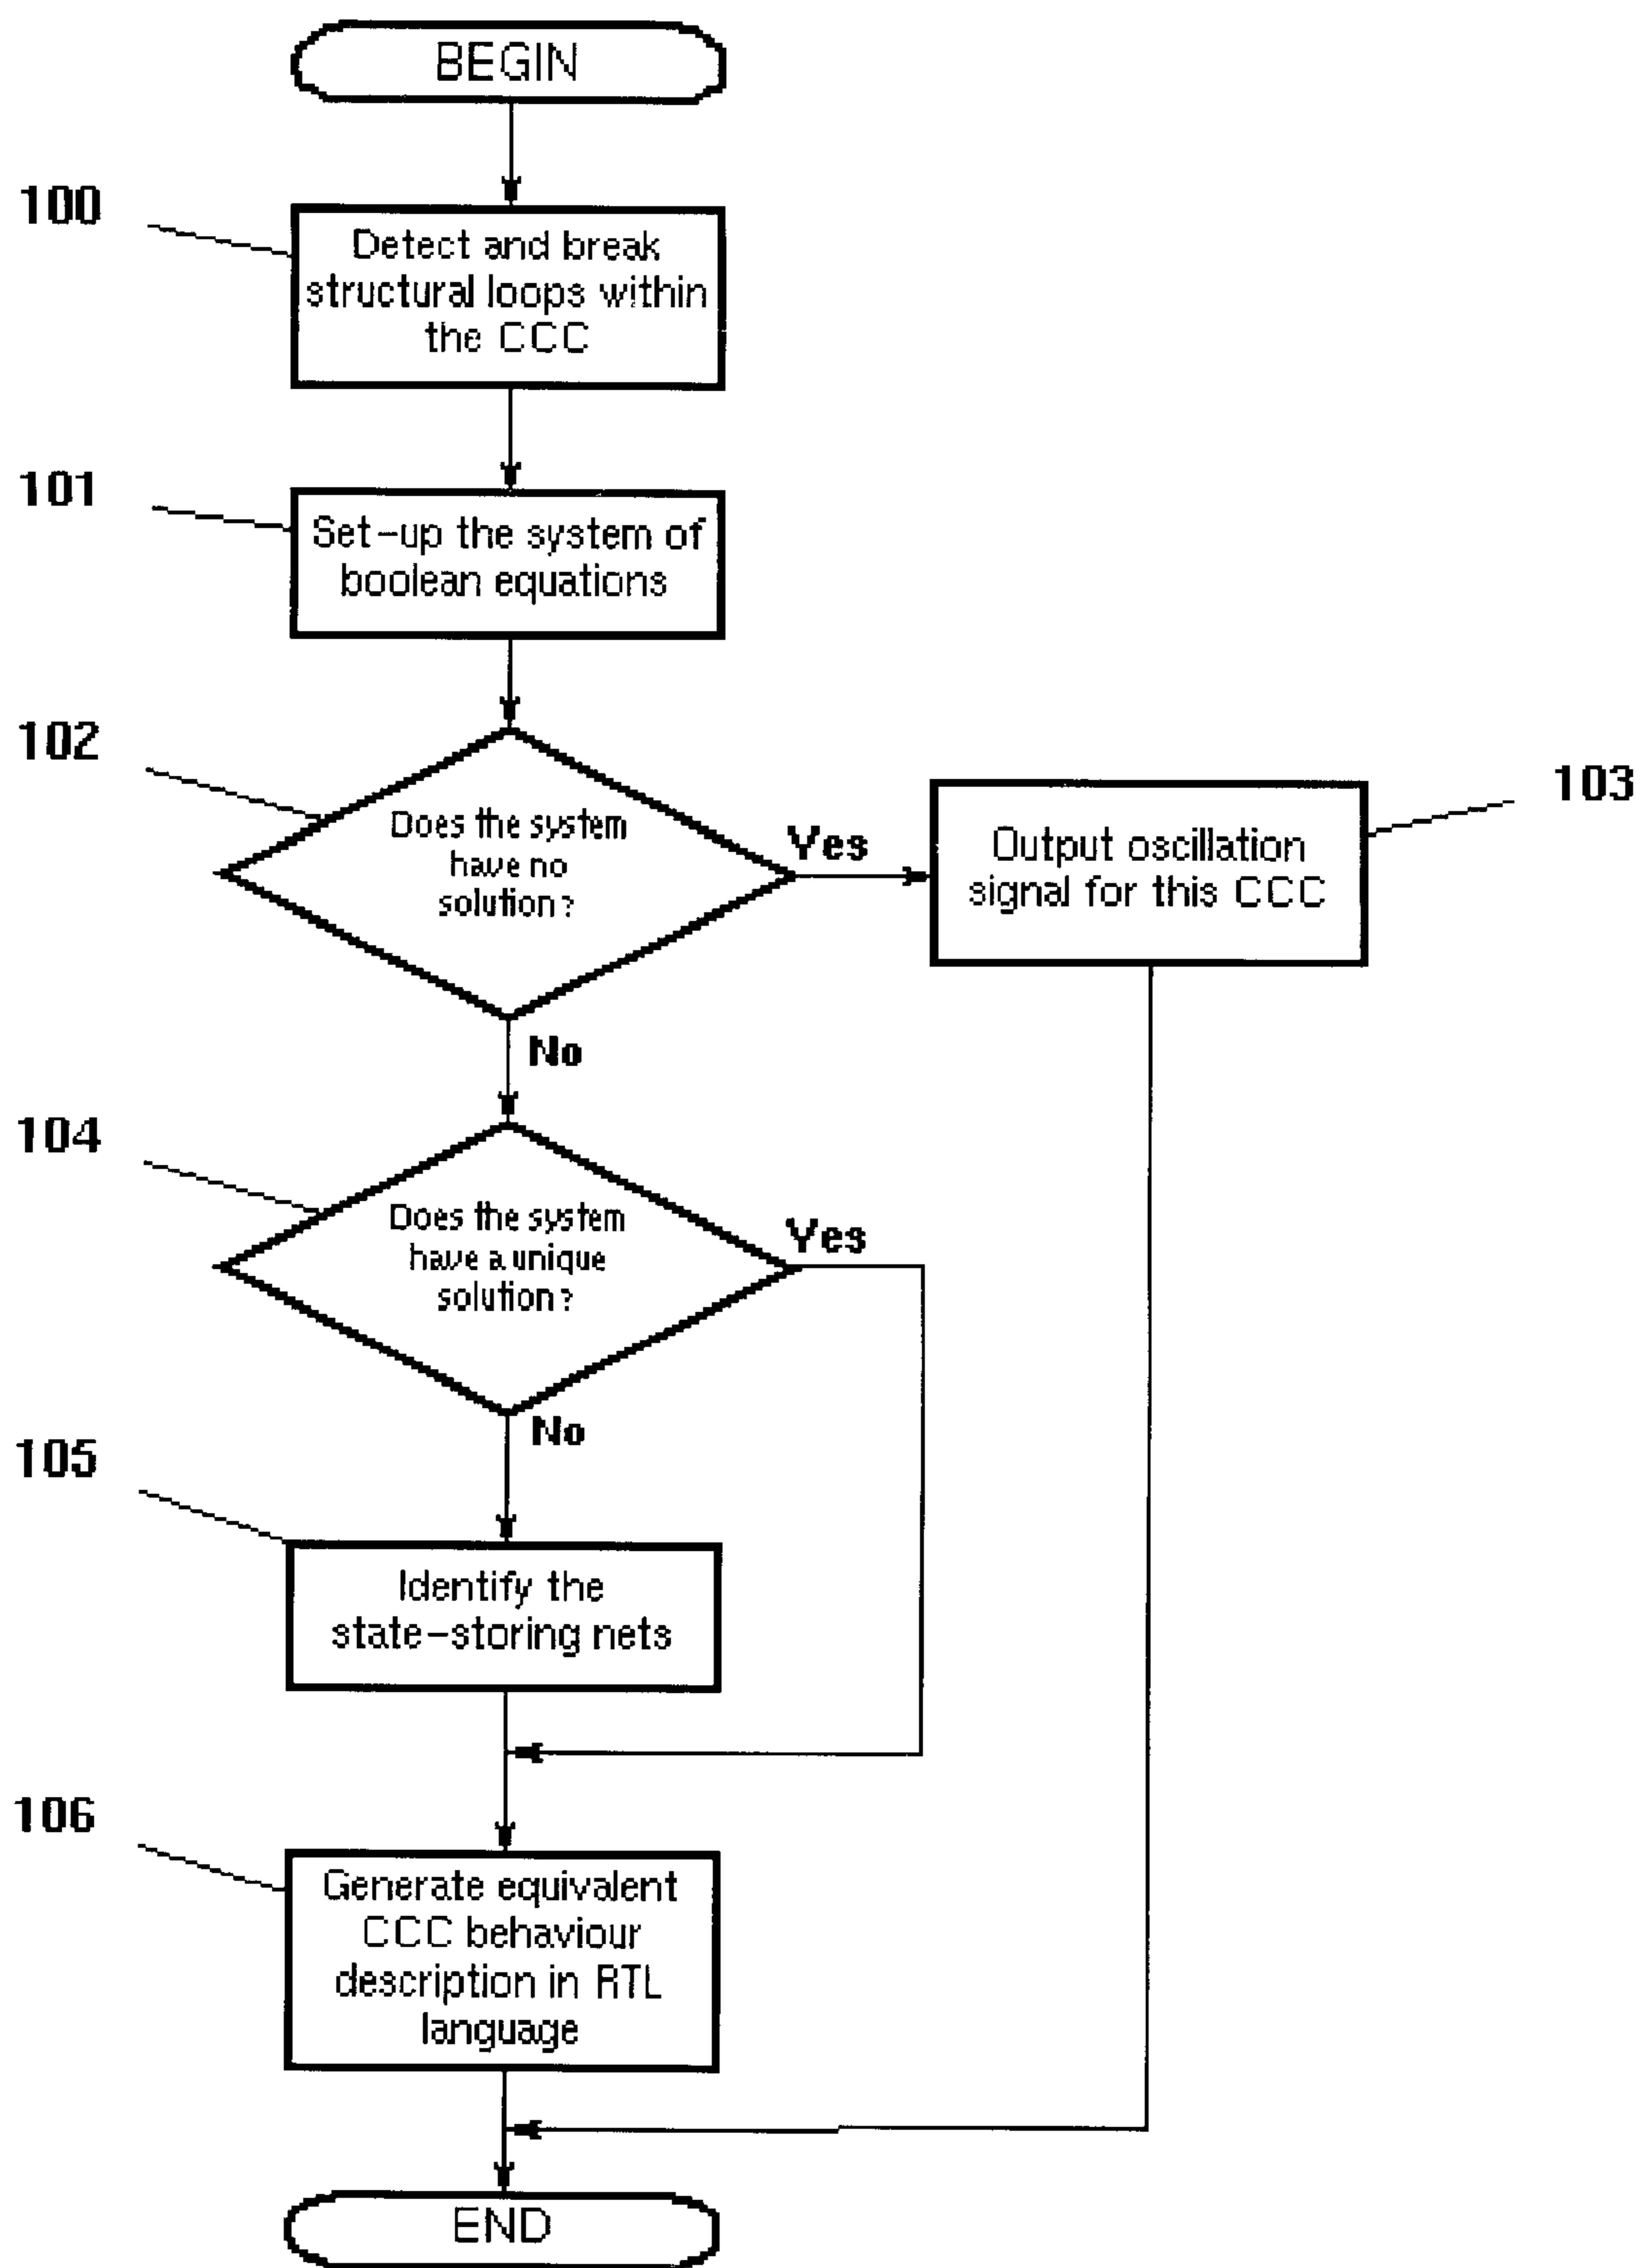 BEGIN
100
Detect and break
structural loops within
the CCC
101
Set-up the system of
boolean equations
102
Does the system
have no
solution?
Yes
103
Output oscillation
signal for this CCC
No
104
Does the system
have a unique
solution?
Yes
No
105
Identify the
state-storing nets
106
Generate equivalent
CCC behaviour
description in RTL
language
END